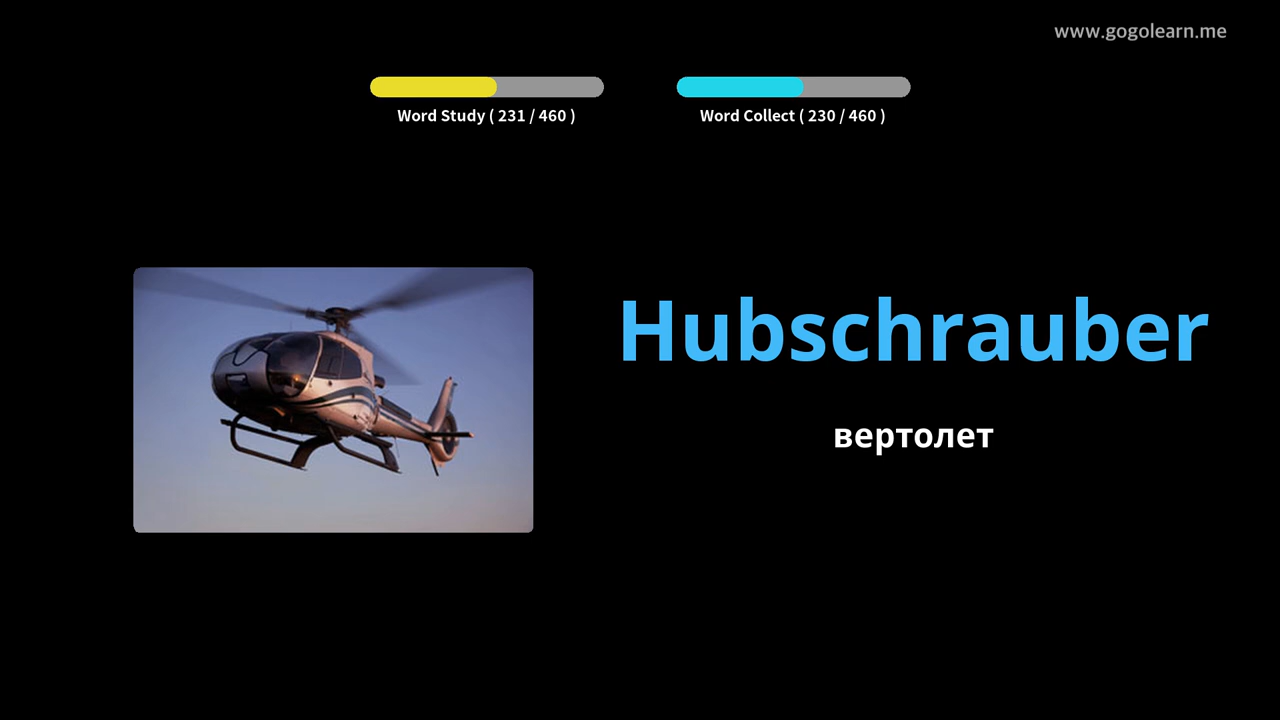 www.gogolearn.me
Word Study ( 231 / 460 )
Word Collect ( 230 / 460 )
Hubschrauber
вертолет